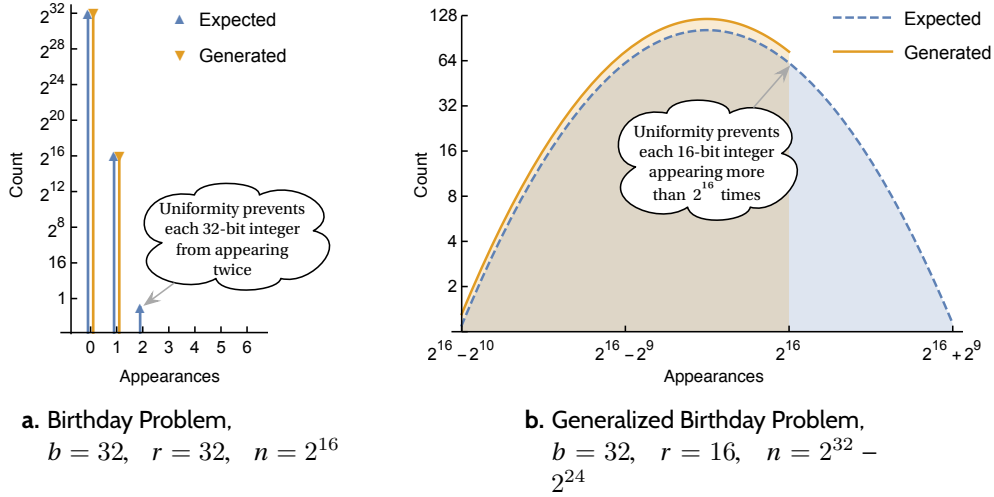 2^32
2^24
2^20
2^16
2^12
2^8
16
1
Count
0 1 2 3 4 5 6
Appearances
Expected
Generated
Uniformity prevents
each 32-bit integer
from appearing
twice
a. Birthday Problem,
b = 32, r = 32, n = 2^16
128
64
32
16
8
4
2
Count
2^16 − 2^10
2^16 − 2^9
2^16
2^16 + 2^9
Appearances
Expected
Generated
Uniformity prevents
each 16-bit integer
appearing more
than 2^16 times
b. Generalized Birthday Problem,
b = 32, r = 16, n = 2^32 −
2^24